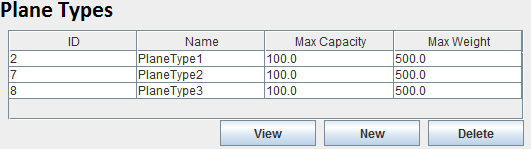 Plane Types
ID Name Max Capacity Max Weight
2 PlaneType1 100.0 500.0
7 PlaneType2 100.0 500.0
8 PlaneType3 100.0 500.0
View New Delete